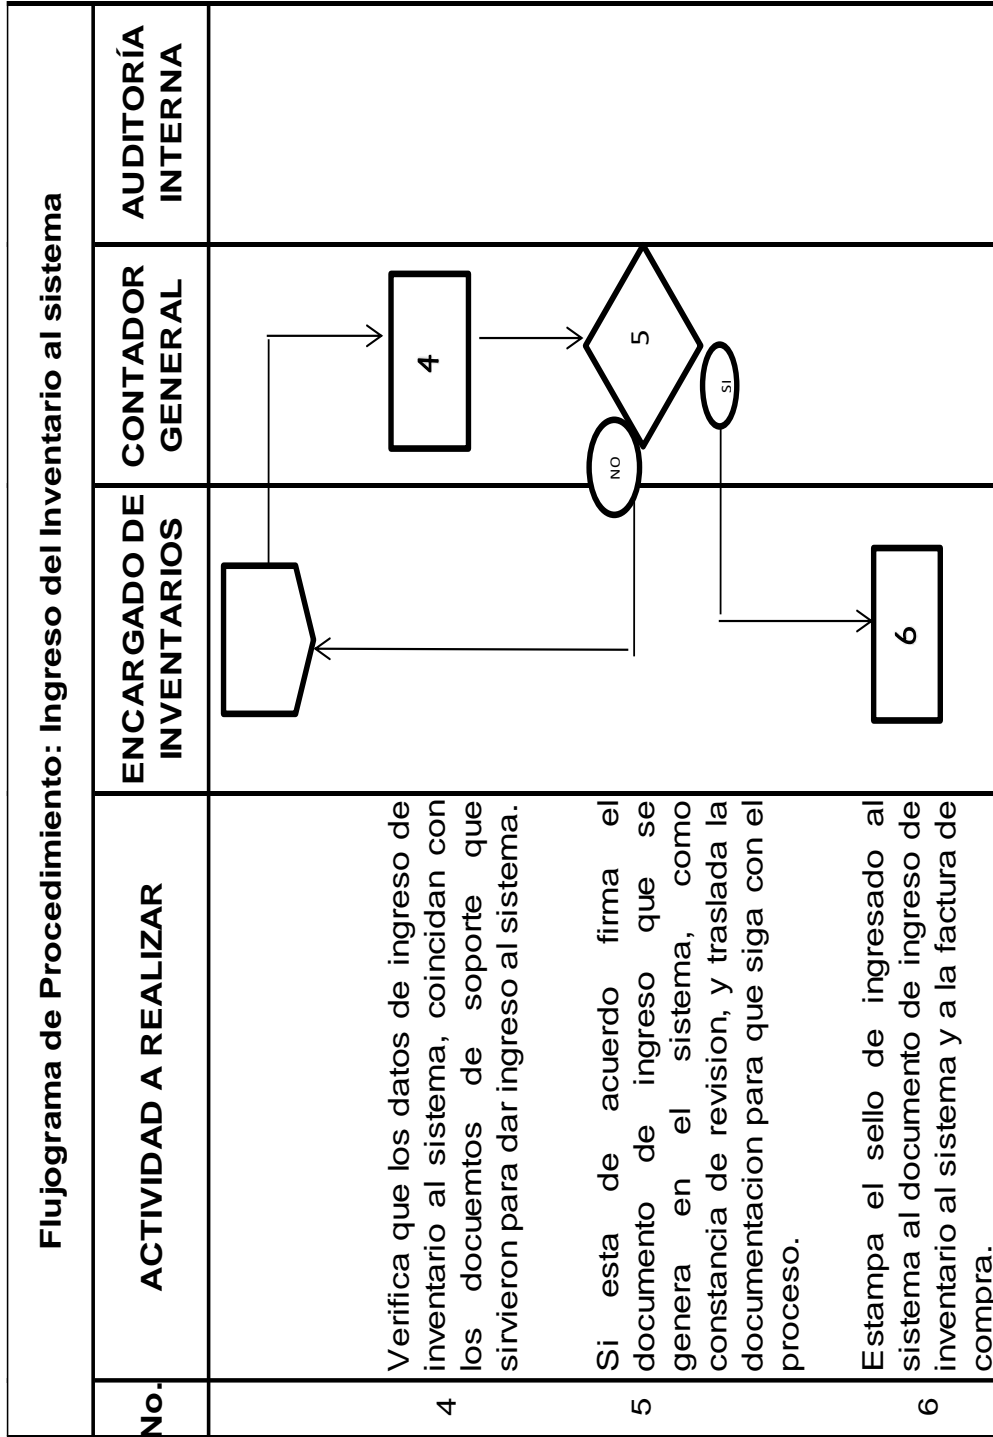 Flujograma de Procedimiento: Ingreso del Inventario al sistema
No.
ACTIVIDAD A REALIZAR
ENCARGADO DE
INVENTARIOS
CONTADOR
GENERAL
AUDITORÍA
INTERNA
4
Verifica que los datos de ingreso de
inventario al sistema, coincidan con
los docuemtos de soporte que
sirvieron para dar ingreso al sistema.
4
5
Si esta de acuerdo firma el
documento de ingreso que se
genera en el sistema, como
constancia de revision, y traslada la
documentacion para que siga con el
proceso.
NO
5
SI
6
Estampa el sello de ingresado al
sistema al documento de ingreso de
inventario al sistema y a la factura de
compra.
6